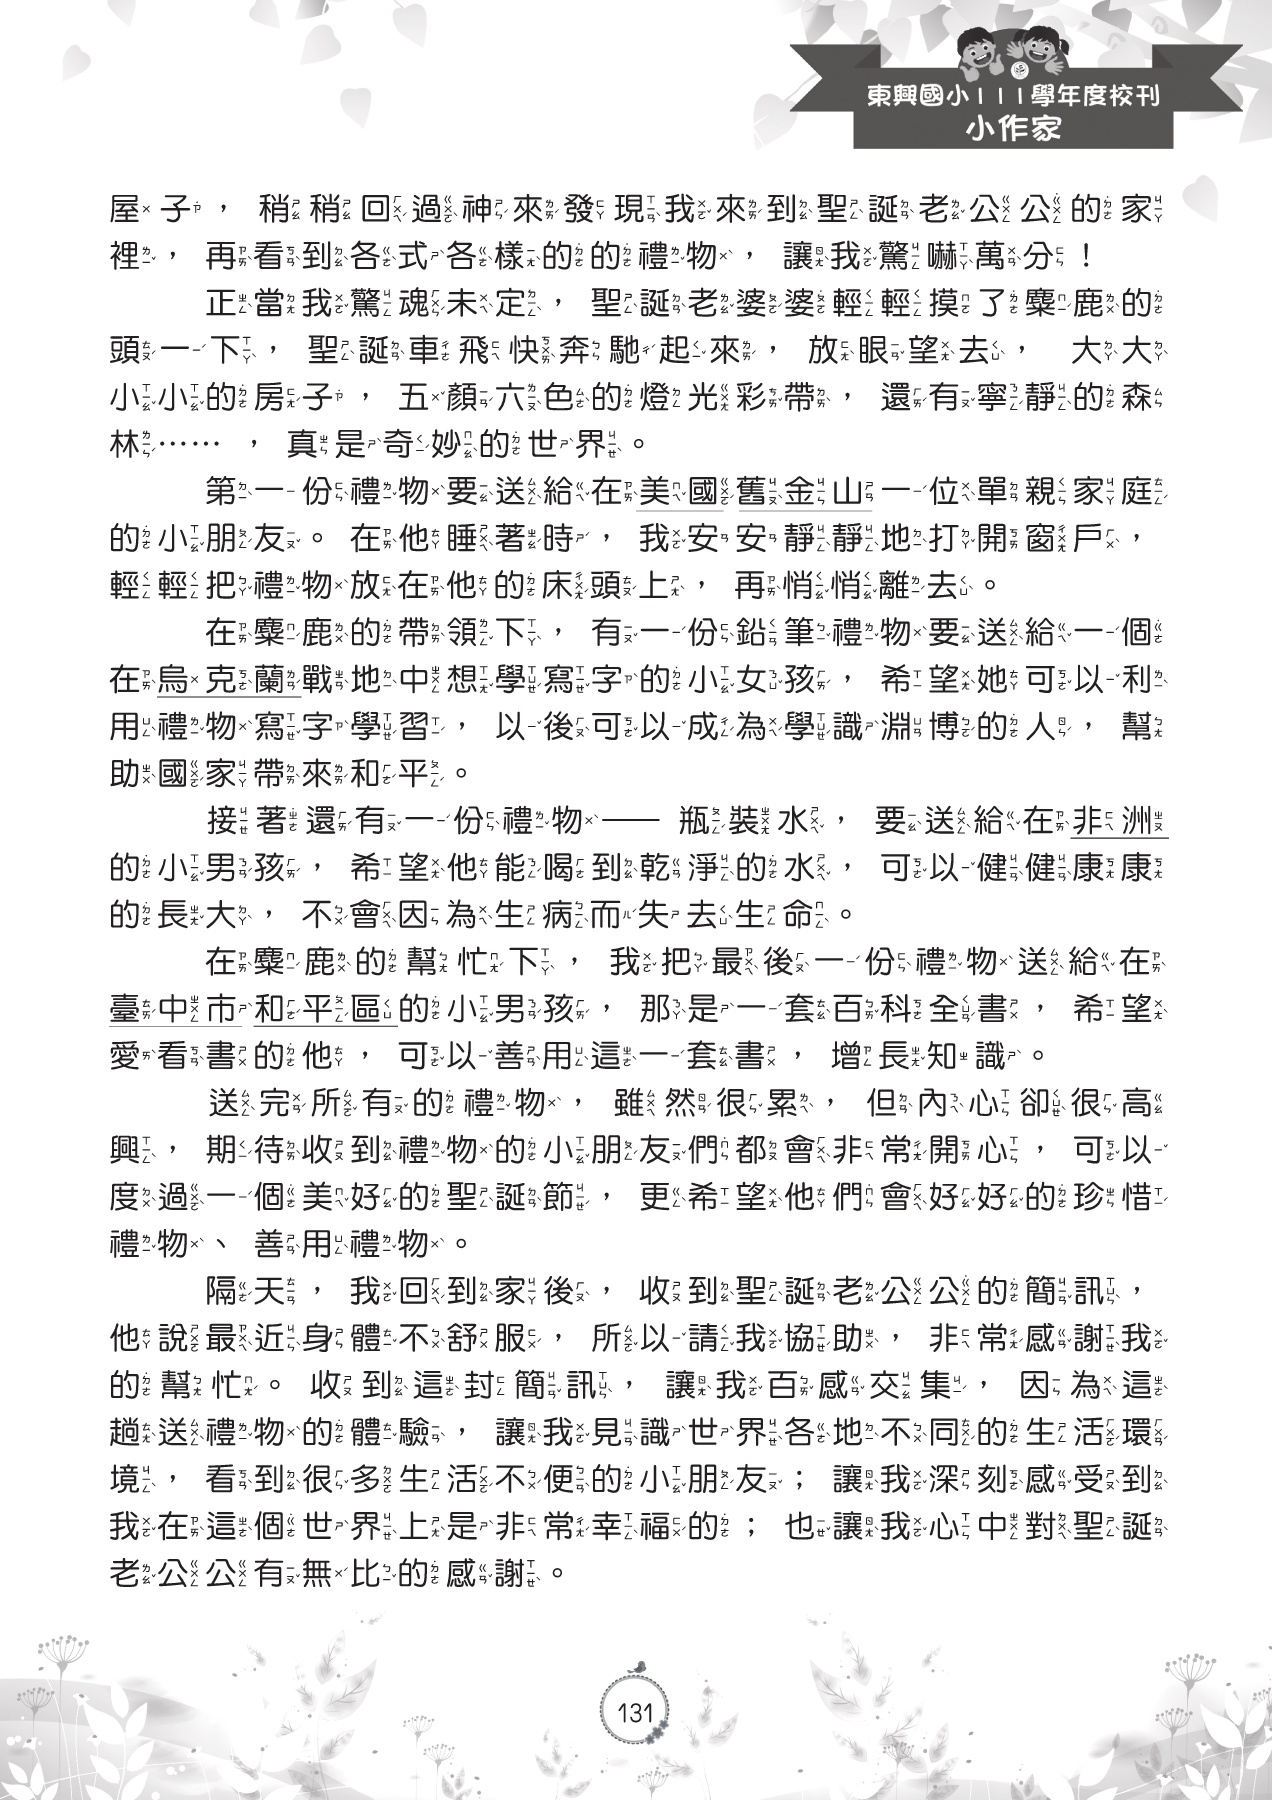 東興國小111學年度校刊
小作家
屋子，稍稍回過神來發現我來到聖誕老公公的家
裡，再看到各式各樣的的禮物，讓我驚嚇萬分！
正當我驚魂未定，聖誕老婆婆輕輕摸了麋鹿的
頭一下，聖誕車飛快奔馳起來，放眼望去，大大
小小的房子，五顏六色的燈光彩帶，還有寧靜的森
林……，真是奇妙的世界。
第一份禮物要送給在美國舊金山一位單親家庭
的小朋友。在他睡著時，我安安靜靜地打開窗戶，
輕輕把禮物放在他的床頭上，再悄悄離去。
在麋鹿的帶領下，有一份鉛筆禮物要送給一個
在烏克蘭戰地中想學寫字的小女孩，希望她可以利
用禮物寫字學習，以後可以成為學識淵博的人，幫
助國家帶來和平。
接著還有一份禮物——瓶裝水，要送給在非洲
的小男孩，希望他能喝到乾淨的水，可以健健康康
的長大，不會因為生病而失去生命。
在麋鹿的幫忙下，我把最後一份禮物送給在
臺中市和平區的小男孩，那是一套百科全書，希望
愛看書的他，可以善用這一套書，增長知識。
送完所有的禮物，雖然很累，但內心卻很高
興，期待收到禮物的小朋友們都會非常開心，可以
度過一個美好的聖誕節，更希望他們會好好的珍惜
禮物、善用禮物。
隔天，我回到家後，收到聖誕老公公的簡訊，
他說最近身體不舒服，所以請我協助，非常感謝我
的幫忙。收到這封簡訊，讓我百感交集，因為這
趟送禮物的體驗，讓我見識世界各地不同的生活環
境，看到很多生活不便的小朋友；讓我深刻感受到
我在這個世界上是非常幸福的；也讓我心中對聖誕
老公公有無比的感謝。
131